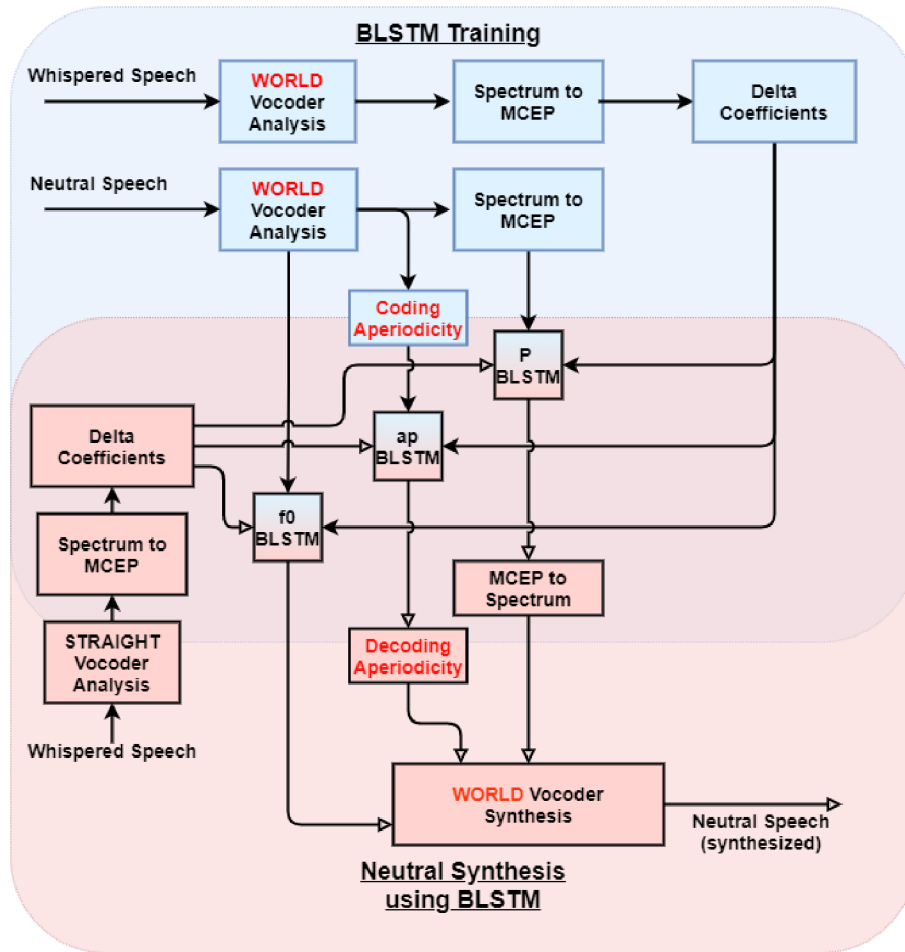 BLSTM Training
Whispered Speech
WORLD
Vocoder
Analysis
Spectrum to
MCEP
Delta
Coefficients
Neutral Speech
WORLD
Vocoder
Analysis
Spectrum to
MCEP
Coding
Aperiodicity
P
BLSTM
ap
BLSTM
f0
BLSTM
Delta
Coefficients
Spectrum to
MCEP
STRAIGHT
Vocoder
Analysis
Whispered Speech
MCEP to
Spectrum
Decoding
Aperiodicity
WORLD Vocoder
Synthesis
Neutral Speech
(synthesized)
Neutral Synthesis
using BLSTM